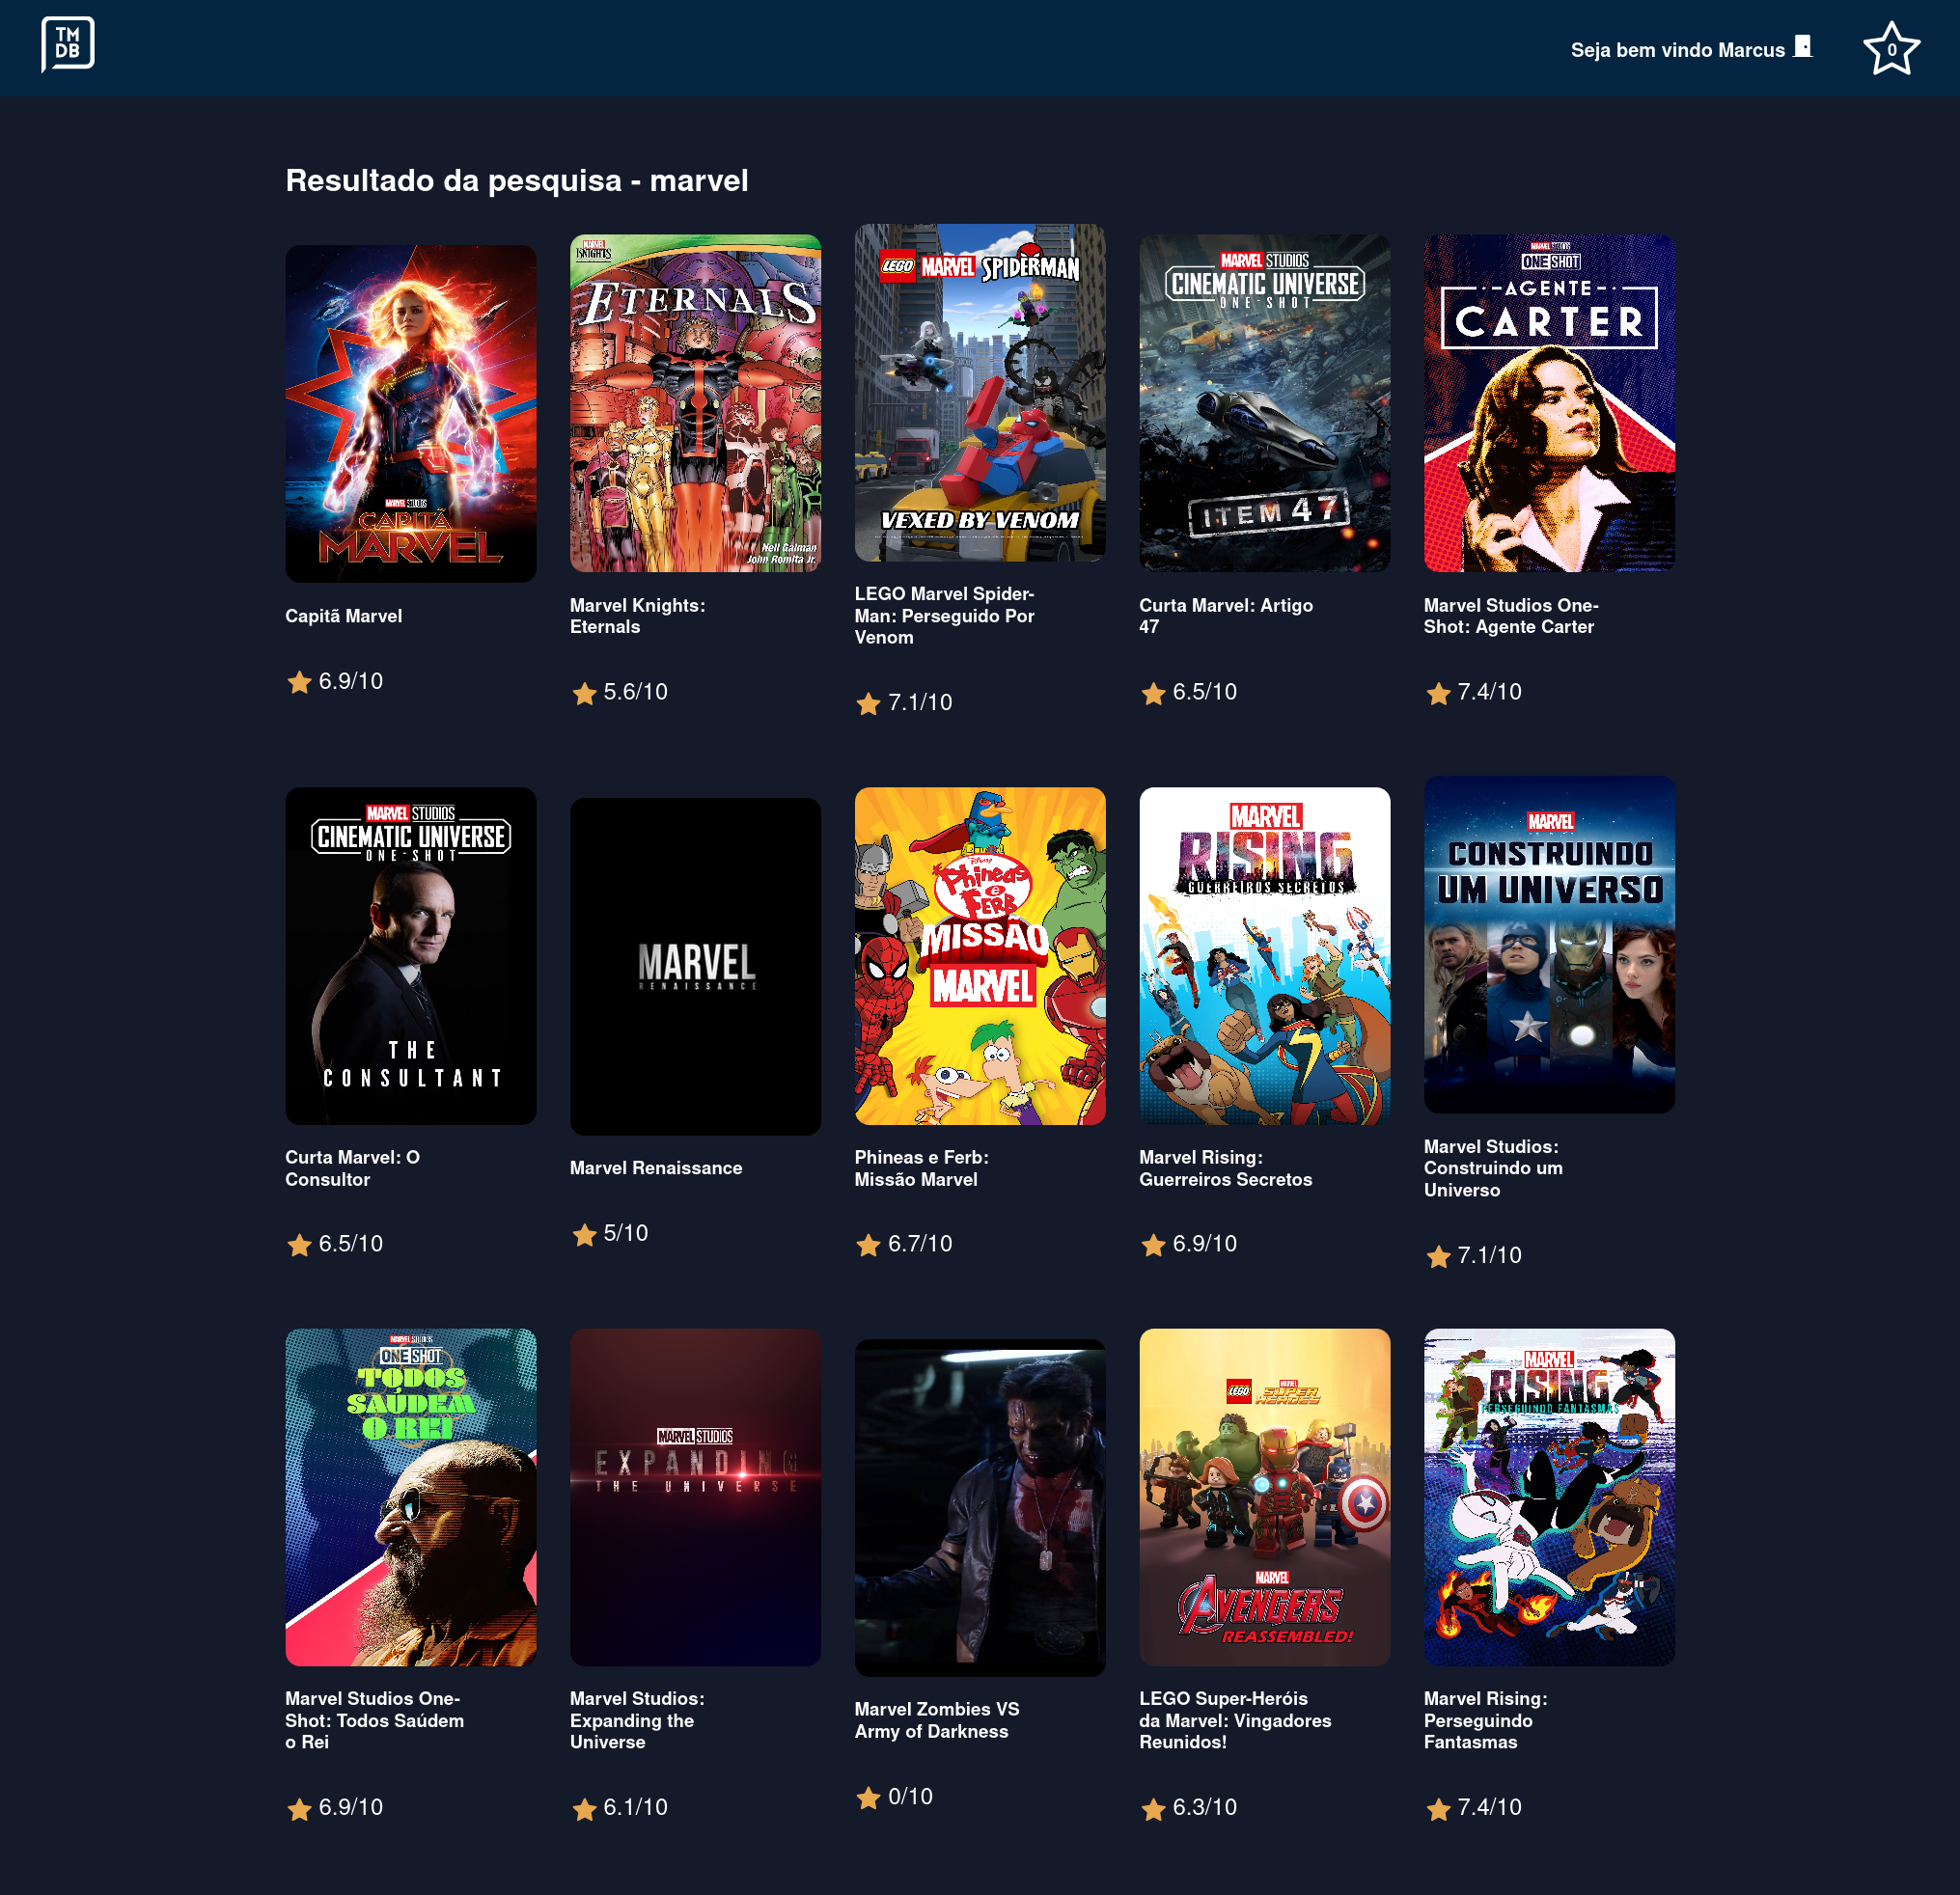 TM
DB
Seja bem vindo Marcus
0
Resultado da pesquisa - marvel
MARVEL STUDIOS
CAPITÃ
MARVEL
Capitã Marvel
6.9/10
MARVEL
KNIGHTS
ETERNALS
Neil Gaiman
John Romita Jr.
Marvel Knights:
Eternals
5.6/10
LEGO MARVEL SPIDERMAN
VEXED BY VENOM
LEGO Marvel Spider-
Man: Perseguido Por
Venom
7.1/10
MARVEL STUDIOS
CINEMATIC UNIVERSE
ONE-SHOT
ITEM 47
Curta Marvel: Artigo
47
6.5/10
MARVEL STUDIOS
ONE SHOT
AGENTE
CARTER
Marvel Studios One-
Shot: Agente Carter
7.4/10
MARVEL STUDIOS
CINEMATIC UNIVERSE
ONE-SHOT
THE
CONSULTANT
Curta Marvel: O
Consultor
6.5/10
MARVEL
RENAISSANCE
Marvel Renaissance
5/10
Disney
Phineas
e
FERB
MISSÃO
MARVEL
Phineas e Ferb:
Missão Marvel
6.7/10
MARVEL
RISING
GUERREIROS SECRETOS
Marvel Rising:
Guerreiros Secretos
6.9/10
MARVEL
CONSTRUINDO
UM UNIVERSO
Marvel Studios:
Construindo um
Universo
7.1/10
MARVEL STUDIOS
ONE SHOT
TODOS
SAÚDEM
O REI
Marvel Studios One-
Shot: Todos Saúdem
o Rei
6.9/10
MARVEL STUDIOS
EXPANDING
THE UNIVERSE
Marvel Studios:
Expanding the
Universe
6.1/10
Marvel Zombies VS
Army of Darkness
0/10
LEGO MARVEL
SUPER
HEROES
MARVEL
AVENGERS
REASSEMBLED!
LEGO Super-Heróis
da Marvel: Vingadores
Reunidos!
6.3/10
MARVEL
RISING
PERSEGUINDO FANTASMAS
Marvel Rising:
Perseguindo
Fantasmas
7.4/10